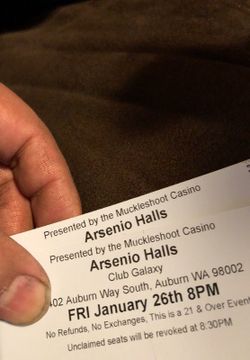 Presented by the Muckleshoot Casino
Arsenio Halls
Presented by the Muckleshoot Casino
Arsenio Halls
Club Galaxy
402 Auburn Way South, Auburn WA 98002
FRI January 26th 8PM
No Refunds, No Exchanges, This is a 21 & Over Event
Unclaimed seats will be revoked at 8:30PM